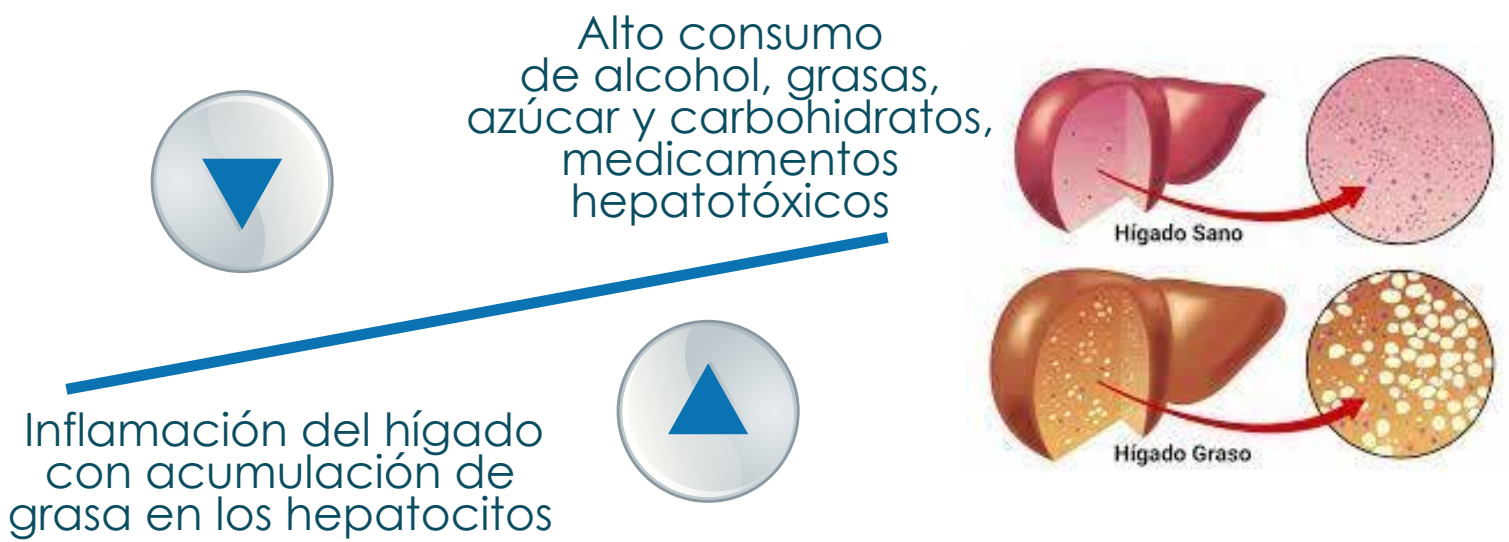 Alto consumo
de alcohol, grasas,
azúcar y carbohidratos,
medicamentos
hepatotóxicos
Inflamación del hígado
con acumulación de
grasa en los hepatocitos
Hígado Sano
Hígado Graso